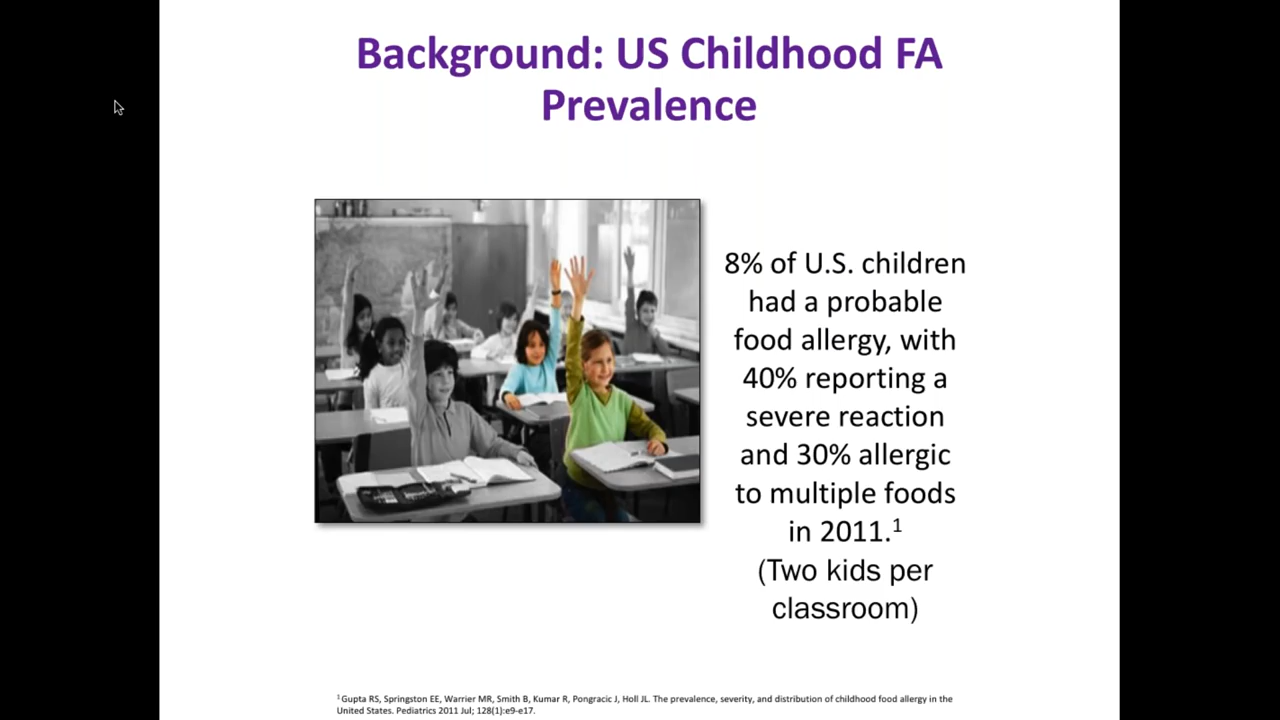 Background: US Childhood FA
Prevalence
8% of U.S. children
had a probable
food allergy, with
40% reporting a
severe reaction
and 30% allergic
to multiple foods
in 2011.¹
(Two kids per
classroom)
¹ Gupta RS, Springston EE, Warrier MR, Smith B, Kumar R, Pongracic J, Holl JL. The prevalence, severity, and distribution of childhood food allergy in the
United States. Pediatrics 2011 Jul; 128(1):e9-e17.